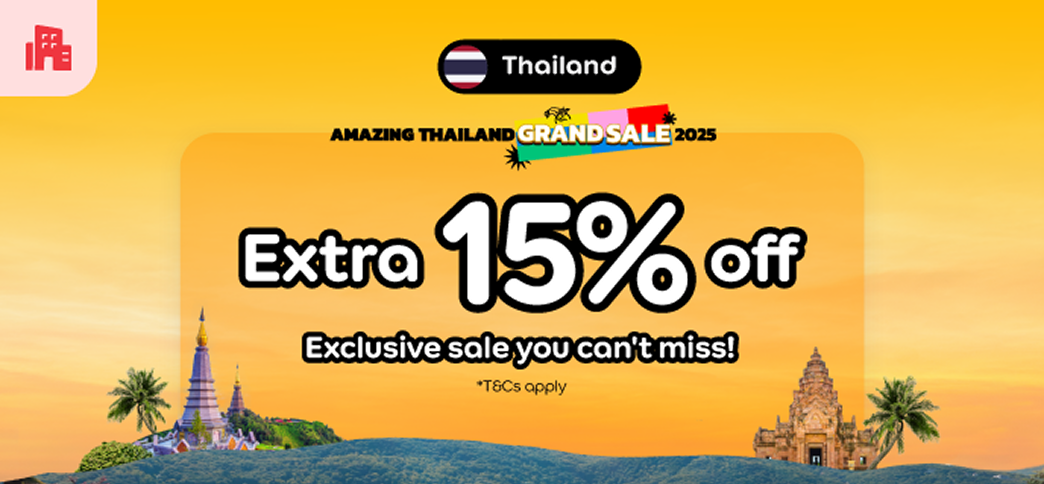 Thailand
AMAZING THAILAND GRAND SALE 2025
Extra 15% off
Exclusive sale you can't miss!
*T&Cs apply